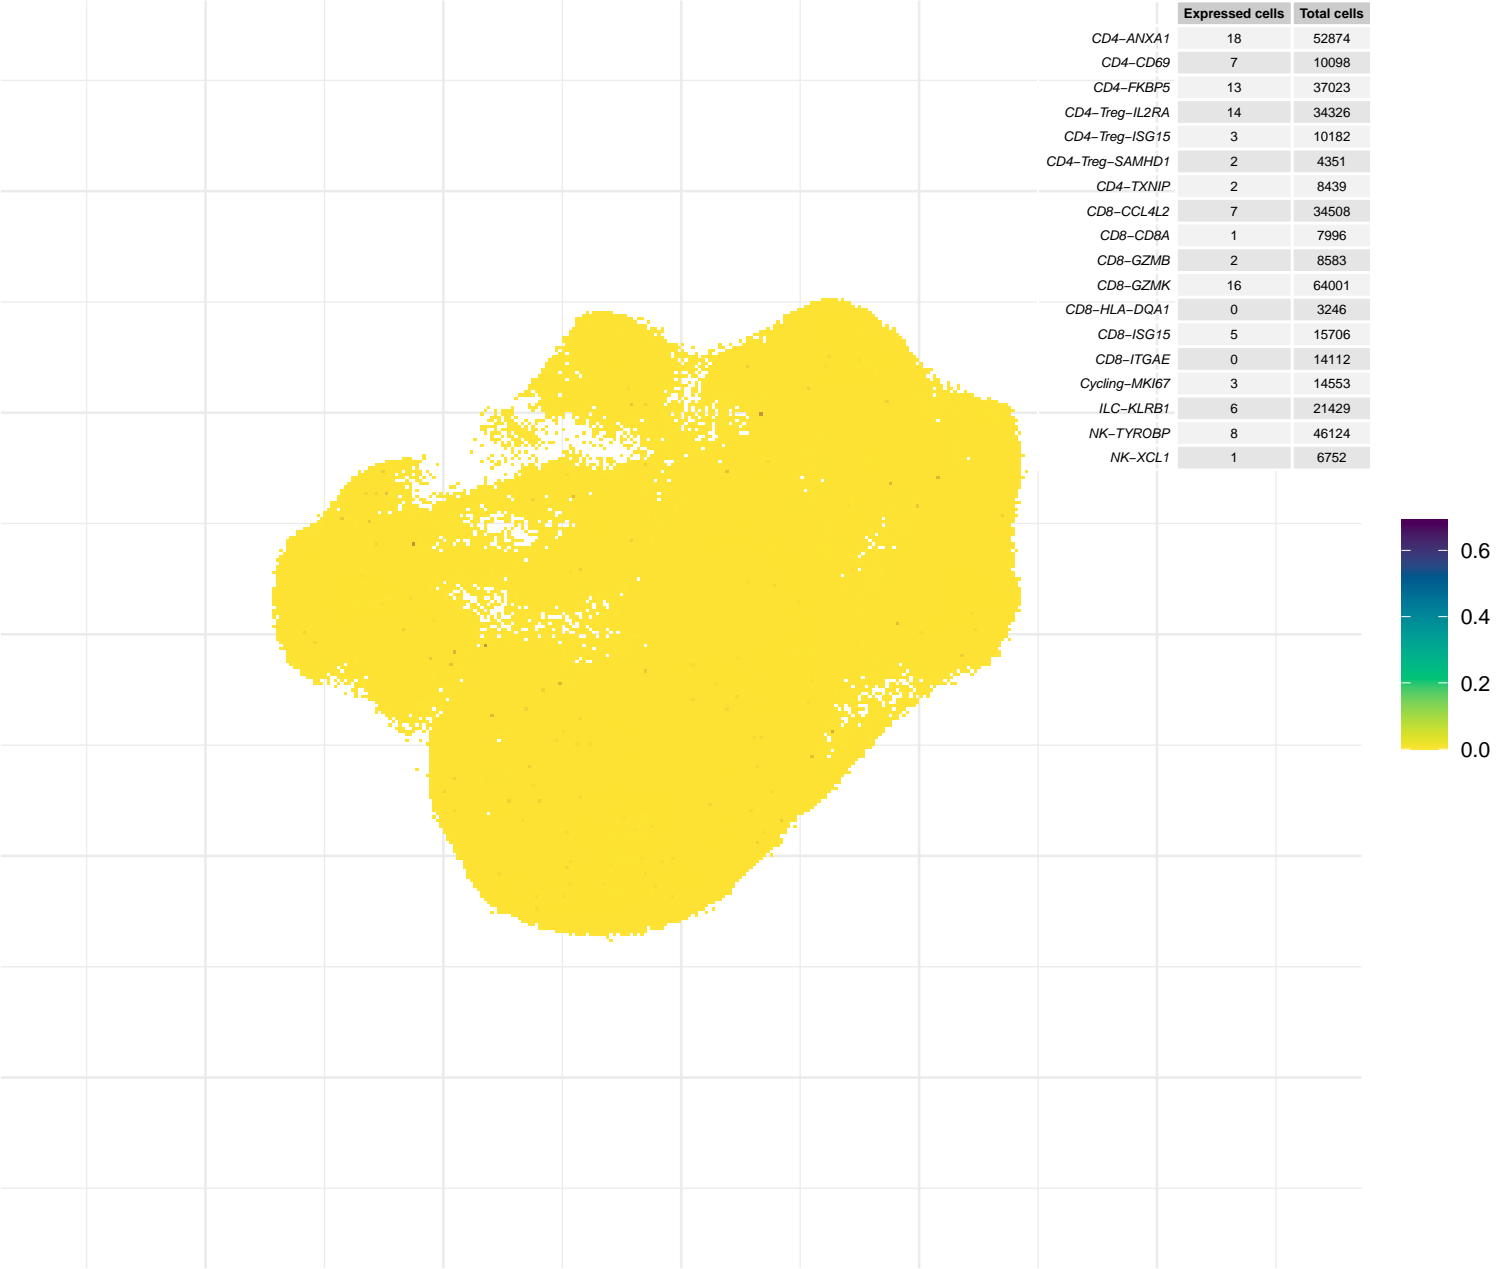 Expressed cells Total cells
CD4−ANXA1 18 52874
CD4−CD69 7 10098
CD4−FKBP5 13 37023
CD4−Treg−IL2RA 14 34326
CD4−Treg−ISG15 3 10182
CD4−Treg−SAMHD1 2 4351
CD4−TXNIP 2 8439
CD8−CCL4L2 7 34508
CD8−CD8A 1 7996
CD8−GZMB 2 8583
CD8−GZMK 16 64001
CD8−HLA−DQA1 0 3246
CD8−ISG15 5 15706
CD8−ITGAE 0 14112
Cycling−MKI67 3 14553
ILC−KLRB1 6 21429
NK−TYROBP 8 46124
NK−XCL1 1 6752
0.6
0.4
0.2
0.0